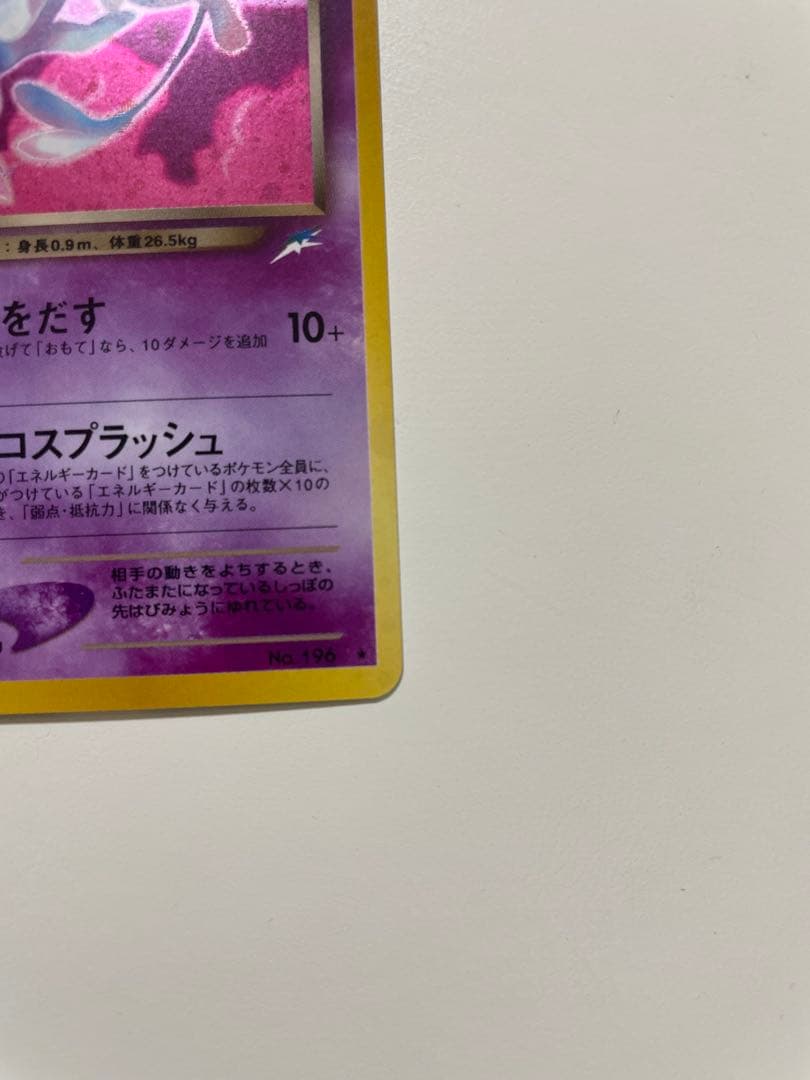 ：身長0.9m、体重26.5kg
をだす 10+
げて「おもて」なら、10ダメージを追加
コスプラッシュ
の「エネルギーカード」をつけているポケモン全員に、
がつけている「エネルギーカード」の枚数×10の
き、「弱点・抵抗力」に関係なく与える。
相手の動きをよちするとき、
ふたまたになっているしっぽの
先はびみょうにゆれている。
No. 196 ★